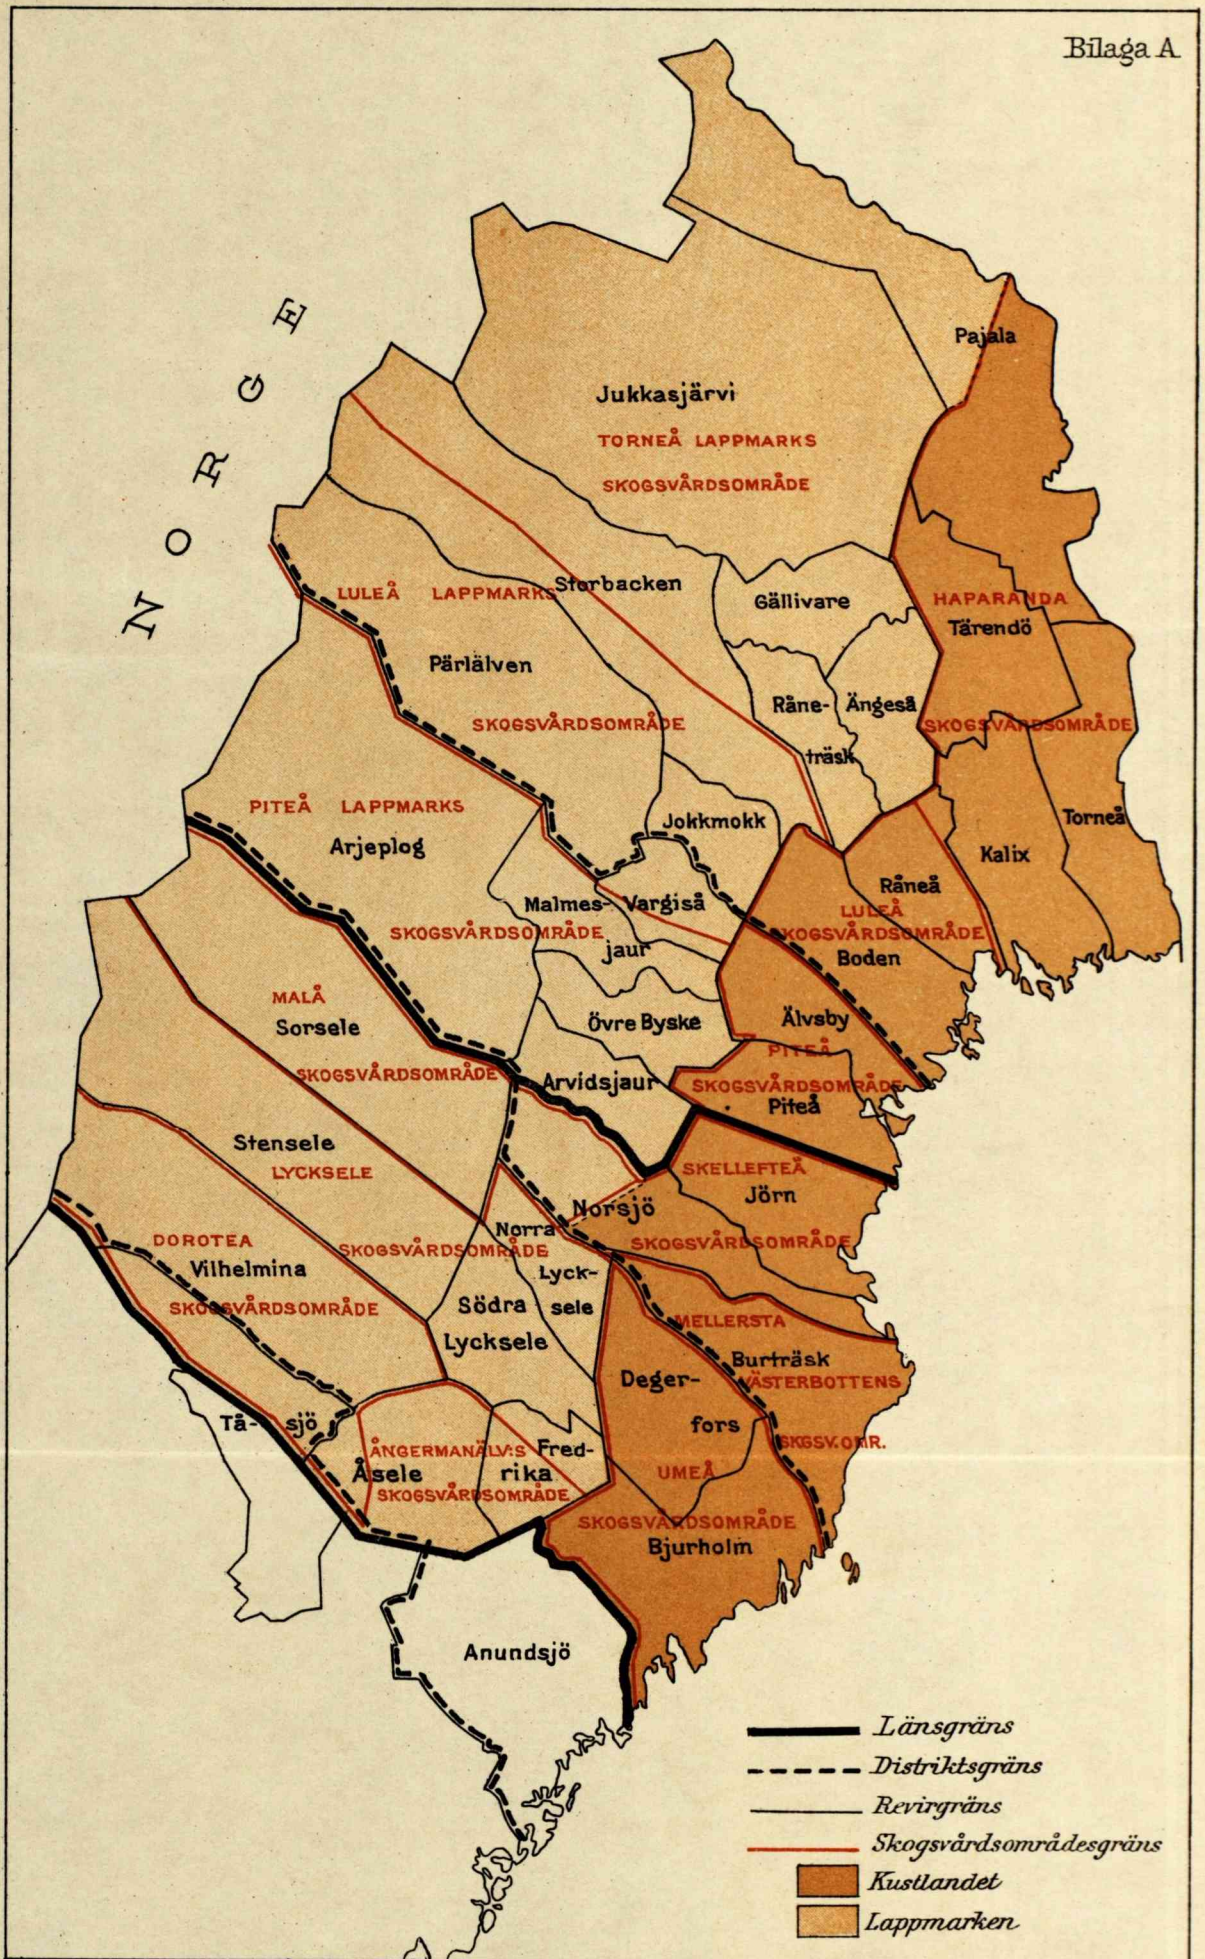 Bilaga A
NORGE
Pajala
Jukkasjärvi
TORNEÅ LAPPMARKS
SKOGSVÅRDSOMRÅDE
Storbacken
LULEÅ LAPPMARKS
Gällivare
HAPARANDA
Tärendö
Pärlälven
Råne-
Ängeså
SKOGSVÅRDSOMRÅDE
SKOGSVÅRDSOMRÅDE
träsk
PITEÅ LAPPMARKS
Jokkmokk
Torneå
Arjeplog
Kalix
Råneå
Malmes-
Vargiså
LULEÅ
SKOGSVÅRDSOMRÅDE
SKOGSVÅRDSOMRÅDE
jaur
Boden
MALÅ
Sorsele
Övre Byske
Älvsby
PITEÅ
SKOGSVÅRDSOMRÅDE
Arvidsjaur
SKOGSVÅRDSOMRÅDE
Piteå
Stensele
LYCKSELE
SKELLEFTEÅ
Jörn
Norsjö
Norra
DOROTEA
SKOGSVÅRDSOMRÅDE
SKOGSVÅRDSOMRÅDE
Vilhelmina
Lyck-
SKOGSVÅRDSOMRÅDE
Södra
sele
Lycksele
MELLERSTA
Burträsk
Deger-
VÄSTERBOTTENS
Tå-
sjö
fors
SKGSV.OMR.
ÅNGERMANÄLV:S
Fred-
Åsele
rika
UMEÅ
SKOGSVÅRDSOMRÅDE
SKOGSVÅRDSOMRÅDE
Bjurholm
Anundsjö
Länsgräns
Distriktsgräns
Revirgräns
Skogsvårdsområdesgräns
Kustlandet
Lappmarken